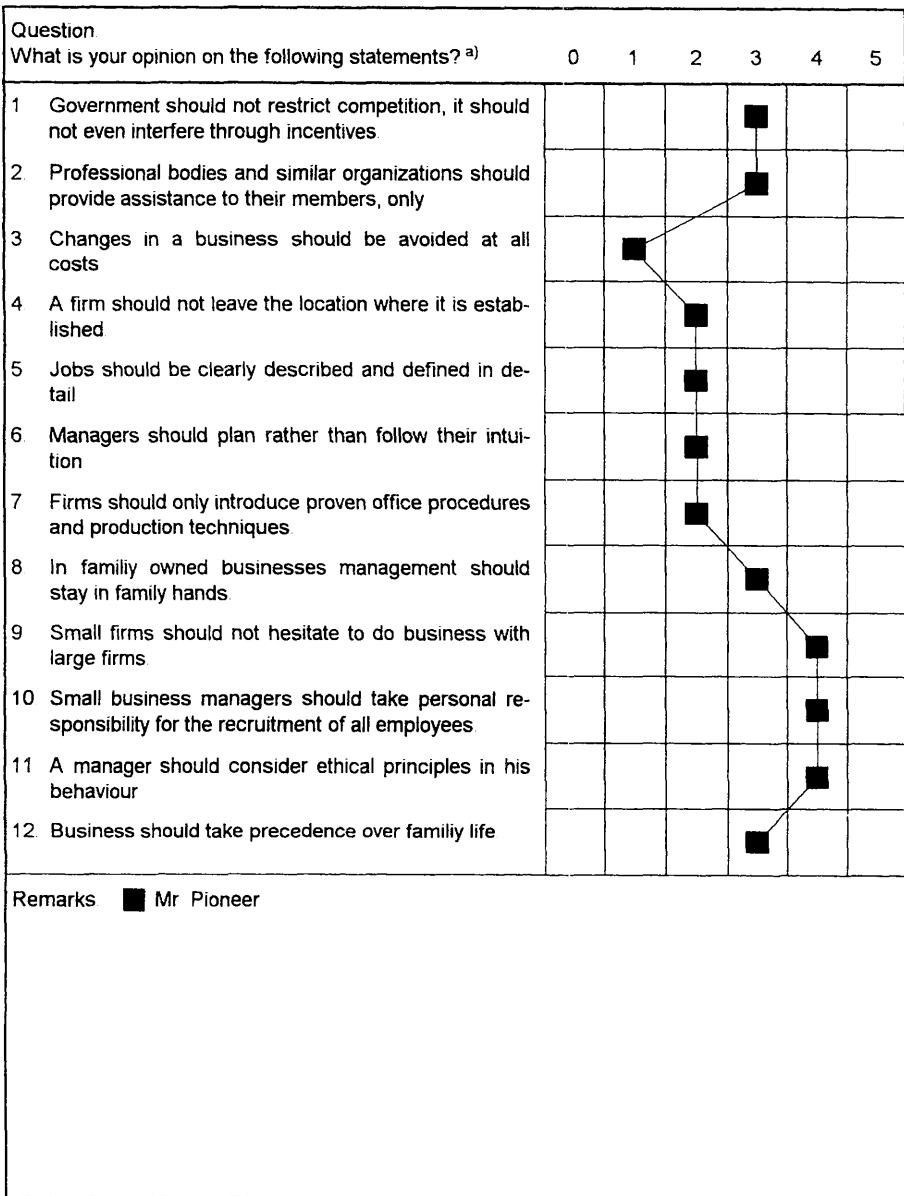 Question
What is your opinion on the following statements? a) 0 1 2 3 4 5
1 Government should not restrict competition, it should
not even interfere through incentives.
2. Professional bodies and similar organizations should
provide assistance to their members, only
3 Changes in a business should be avoided at all
costs
4 A firm should not leave the location where it is estab-
lished.
5 Jobs should be clearly described and defined in de-
tail
6. Managers should plan rather than follow their intui-
tion
7 Firms should only introduce proven office procedures
and production techniques.
8 In familiy owned businesses management should
stay in family hands.
9 Small firms should not hesitate to do business with
large firms.
10 Small business managers should take personal re-
sponsibility for the recruitment of all employees.
11 A manager should consider ethical principles in his
behaviour
12. Business should take precedence over familiy life
Remarks. Mr Pioneer